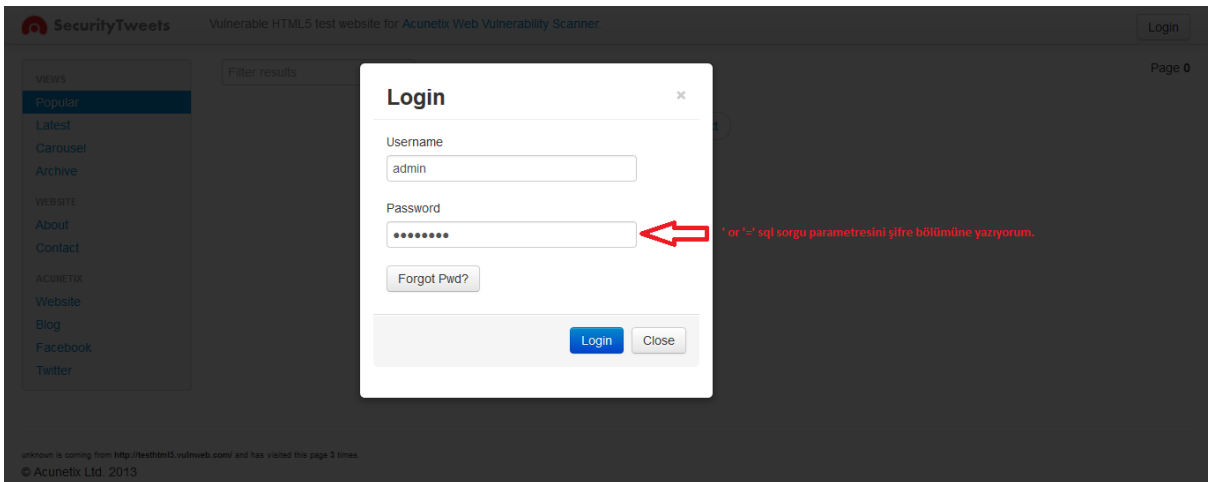 SecurityTweets
Vulnerable HTML5 test website for Acunetix Web Vulnerability Scanner.
Login
VIEWS
Popular
Latest
Carousel
Archive
WEBSITE
About
Contact
ACUNETIX
Website
Blog
Facebook
Twitter
Filter results
Page 0
Login
×
Username
admin
Password
••••••••
' or '=' sql sorgu parametresini şifre bölümüne yazıyorum.
Forgot Pwd?
Login
Close
unknown is coming from http://testhtml5.vulnweb.com/ and has visited this page 3 times.
© Acunetix Ltd. 2013